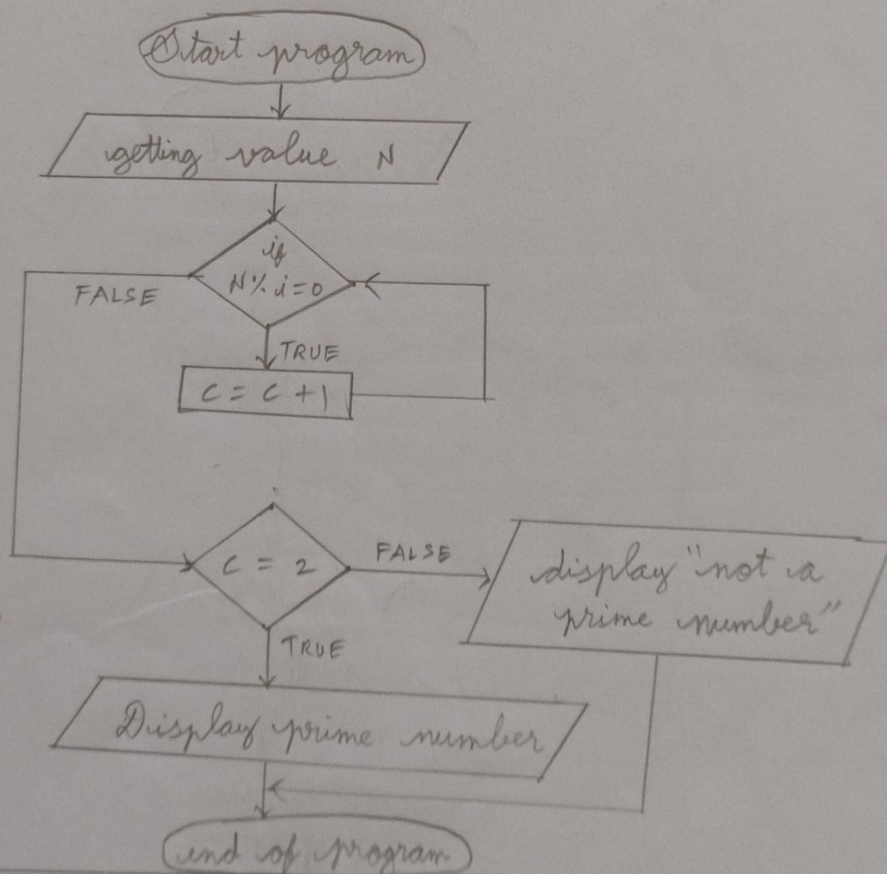 Start program
getting value N
if
N% i=0
FALSE
TRUE
C = C +1
C = 2
FALSE
display "not a
prime number"
TRUE
Display prime number
end of program